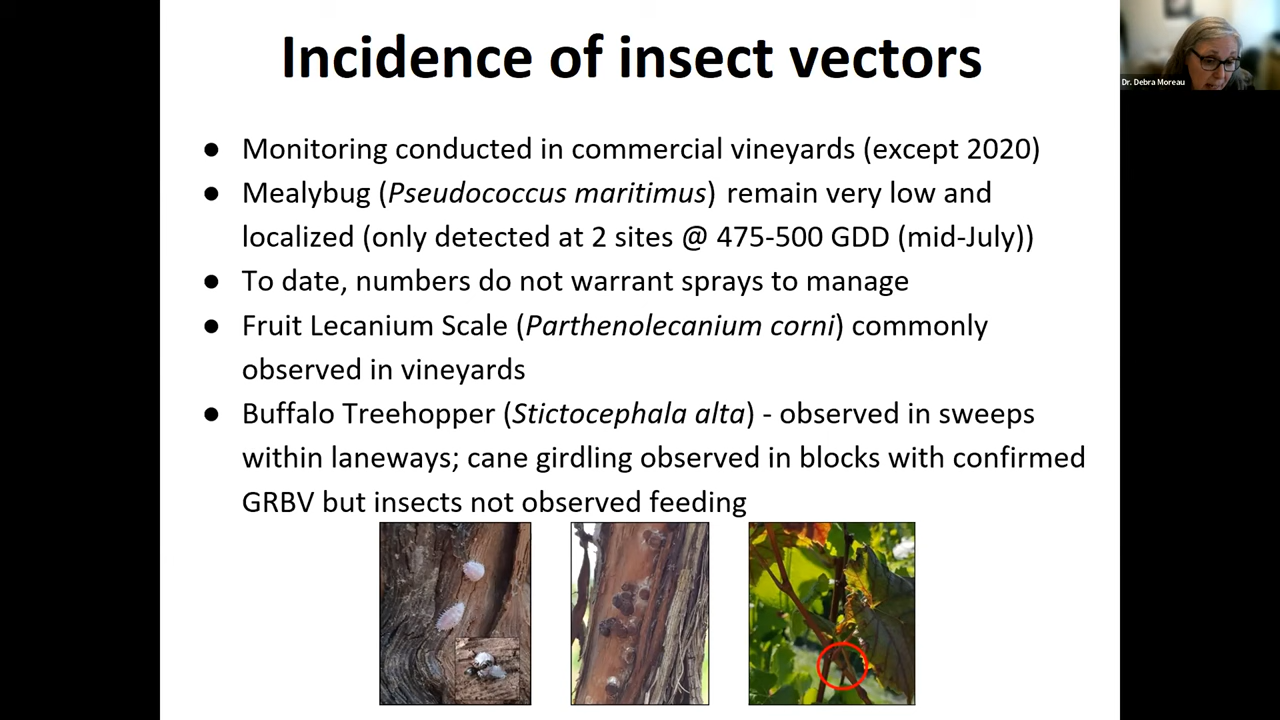 Incidence of insect vectors
Dr. Debra Moreau
● Monitoring conducted in commercial vineyards (except 2020)
● Mealybug (Pseudococcus maritimus) remain very low and
localized (only detected at 2 sites @ 475-500 GDD (mid-July))
● To date, numbers do not warrant sprays to manage
● Fruit Lecanium Scale (Parthenolecanium corni) commonly
observed in vineyards
● Buffalo Treehopper (Stictocephala alta) - observed in sweeps
within laneways; cane girdling observed in blocks with confirmed
GRBV but insects not observed feeding